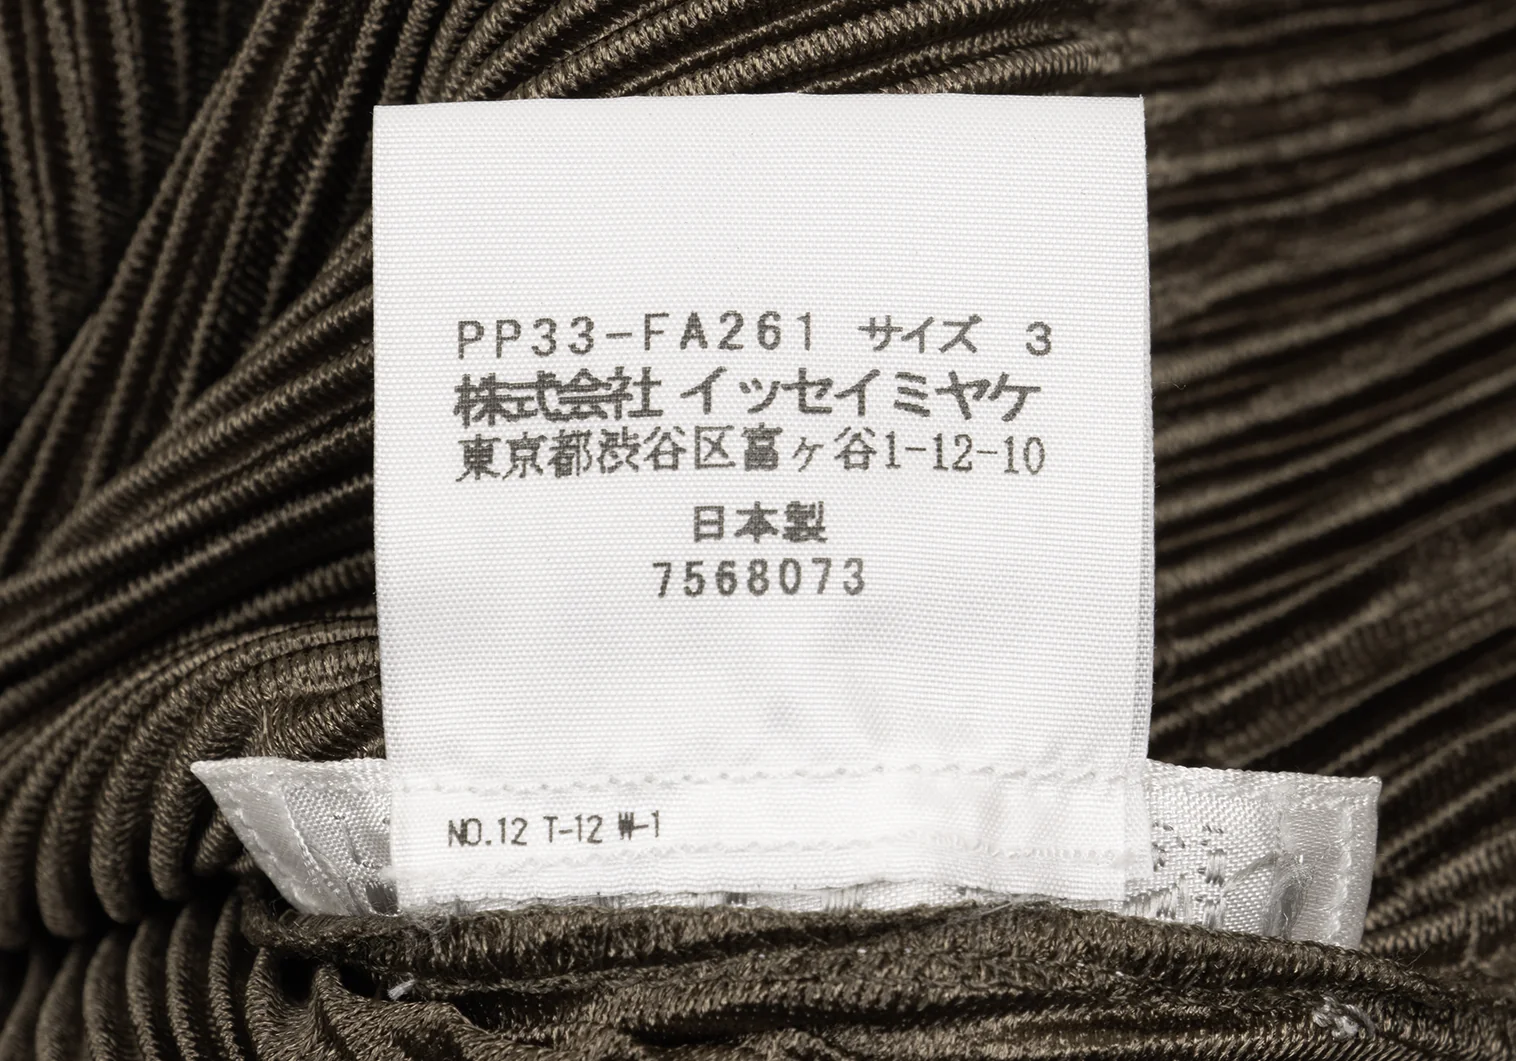 PP33-FA261 サイズ 3
株式会社 イッセイミヤケ
東京都渋谷区富ヶ谷1-12-10
日本製
7568073
NO.12 T-12 W-1